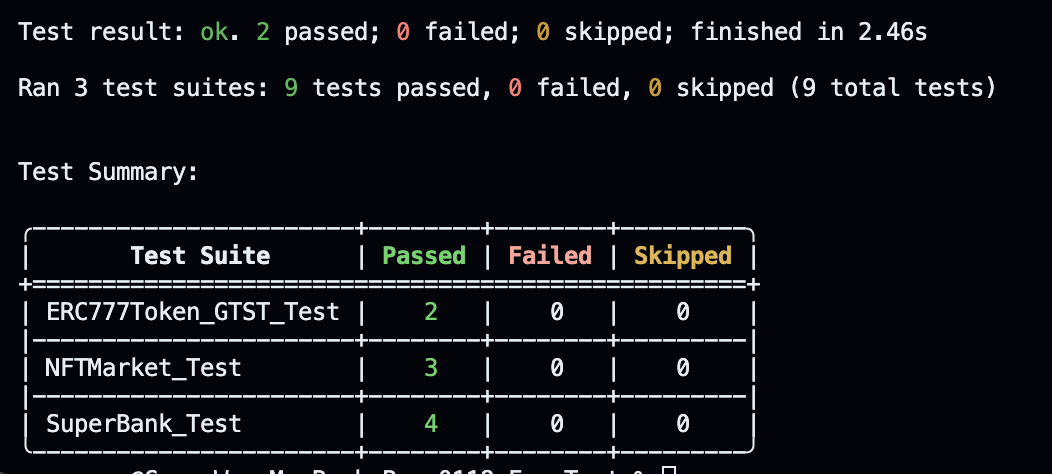 Test result: ok. 2 passed; 0 failed; 0 skipped; finished in 2.46s
Ran 3 test suites: 9 tests passed, 0 failed, 0 skipped (9 total tests)
Test Summary:
Test Suite | Passed | Failed | Skipped
ERC777Token_GTST_Test | 2 | 0 | 0
NFTMarket_Test | 3 | 0 | 0
SuperBank_Test | 4 | 0 | 0